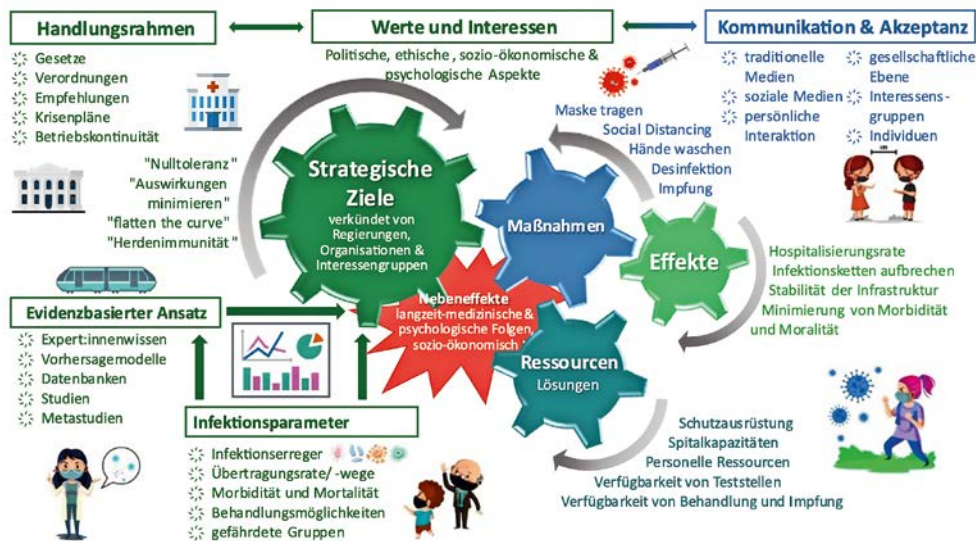 Handlungsrahmen
Gesetze
Verordnungen
Empfehlungen
Krisenpläne
Betriebskontinuität
Werte und Interessen
Politische, ethische , sozio-ökonomische &
psychologische Aspekte
Kommunikation & Akzeptanz
traditionelle
Medien
soziale Medien
persönliche
Interaktion
gesellschaftliche
Ebene
Interessens-
gruppen
Individuen
"Nulltoleranz"
"Auswirkungen
minimieren"
"flatten the curve"
"Herdenimmunität"
Strategische
Ziele
verkündet von
Regierungen,
Organisationen &
Interessengruppen
Maske tragen
Social Distancing
Hände waschen
Desinfektion
Impfung
Maßnahmen
Effekte
Hospitalisierungsrate
Infektionsketten aufbrechen
Stabilität der Infrastruktur
Minimierung von Morbidität
und Moralität
Nebeneffekte
langzeit-medizinische &
psychologische Folgen,
sozio-ökonomisch
Ressourcen
Lösungen
Schutzausrüstung
Spitalkapazitäten
Personelle Ressourcen
Verfügbarkeit von Teststellen
Verfügbarkeit von Behandlung und Impfung
Evidenzbasierter Ansatz
Expert:innenwissen
Vorhersagemodelle
Datenbanken
Studien
Metastudien
Infektionsparameter
Infektionserreger
Übertragungsrate/ -wege
Morbidität und Mortalität
Behandlungsmöglichkeiten
gefährdete Gruppen